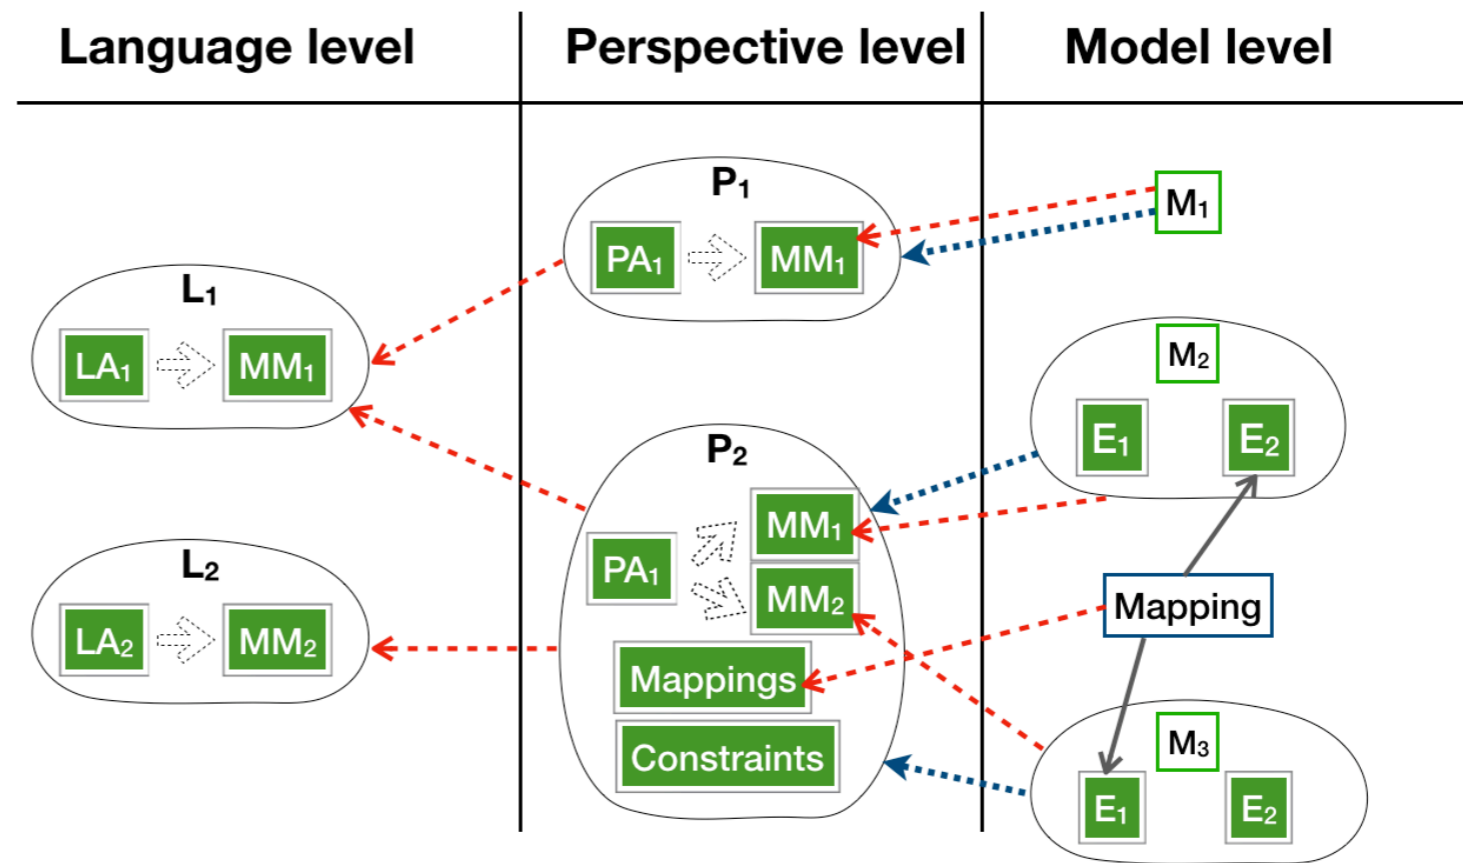 Language level
Perspective level
Model level
L₁
LA₁
MM₁
L₂
LA₂
MM₂
P₁
PA₁
MM₁
P₂
PA₁
MM₁
MM₂
Mappings
Constraints
M₁
M₂
E₁
E₂
Mapping
M₃
E₁
E₂